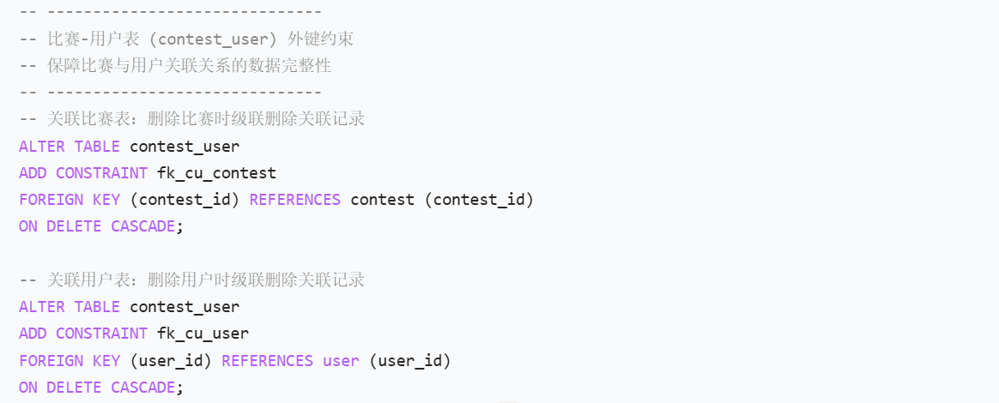 -- ------------------------------
-- 比赛-用户表 (contest_user) 外键约束
-- 保障比赛与用户关联关系的数据完整性
-- ------------------------------
-- 关联比赛表: 删除比赛时级联删除关联记录
ALTER TABLE contest_user
ADD CONSTRAINT fk_cu_contest
FOREIGN KEY (contest_id) REFERENCES contest (contest_id)
ON DELETE CASCADE;
-- 关联用户表: 删除用户时级联删除关联记录
ALTER TABLE contest_user
ADD CONSTRAINT fk_cu_user
FOREIGN KEY (user_id) REFERENCES user (user_id)
ON DELETE CASCADE;